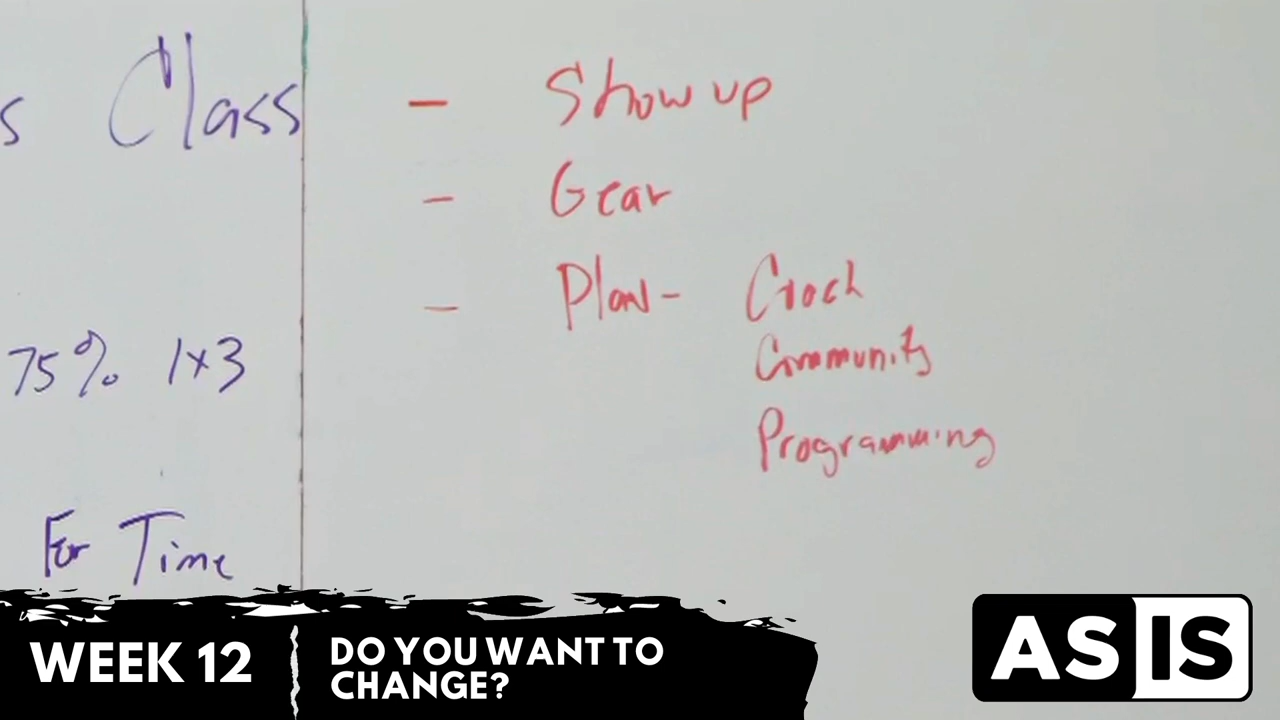 s Class
75% 1x3
For Time
- Show up
- Gear
- Plan - Coach
Community
Programming
WEEK 12
DO YOU WANT TO
CHANGE?
AS IS